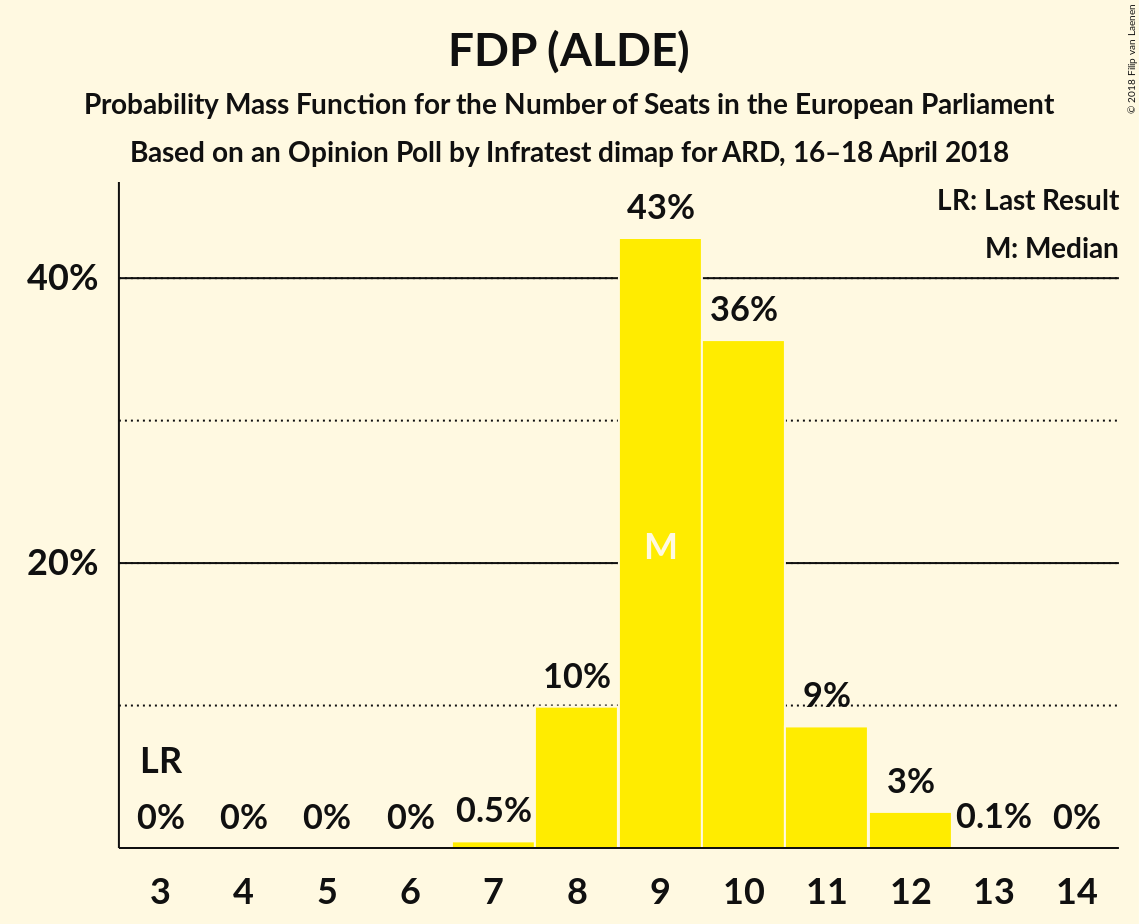 FDP (ALDE)
Probability Mass Function for the Number of Seats in the European Parliament
Based on an Opinion Poll by Infratest dimap for ARD, 16–18 April 2018
© 2018 Filip van Laenen
LR: Last Result
M: Median
43%
40%
36%
M
20%
10%
9%
LR
3%
0% 0% 0% 0% 0.5% 0.1% 0%
3 4 5 6 7 8 9 10 11 12 13 14